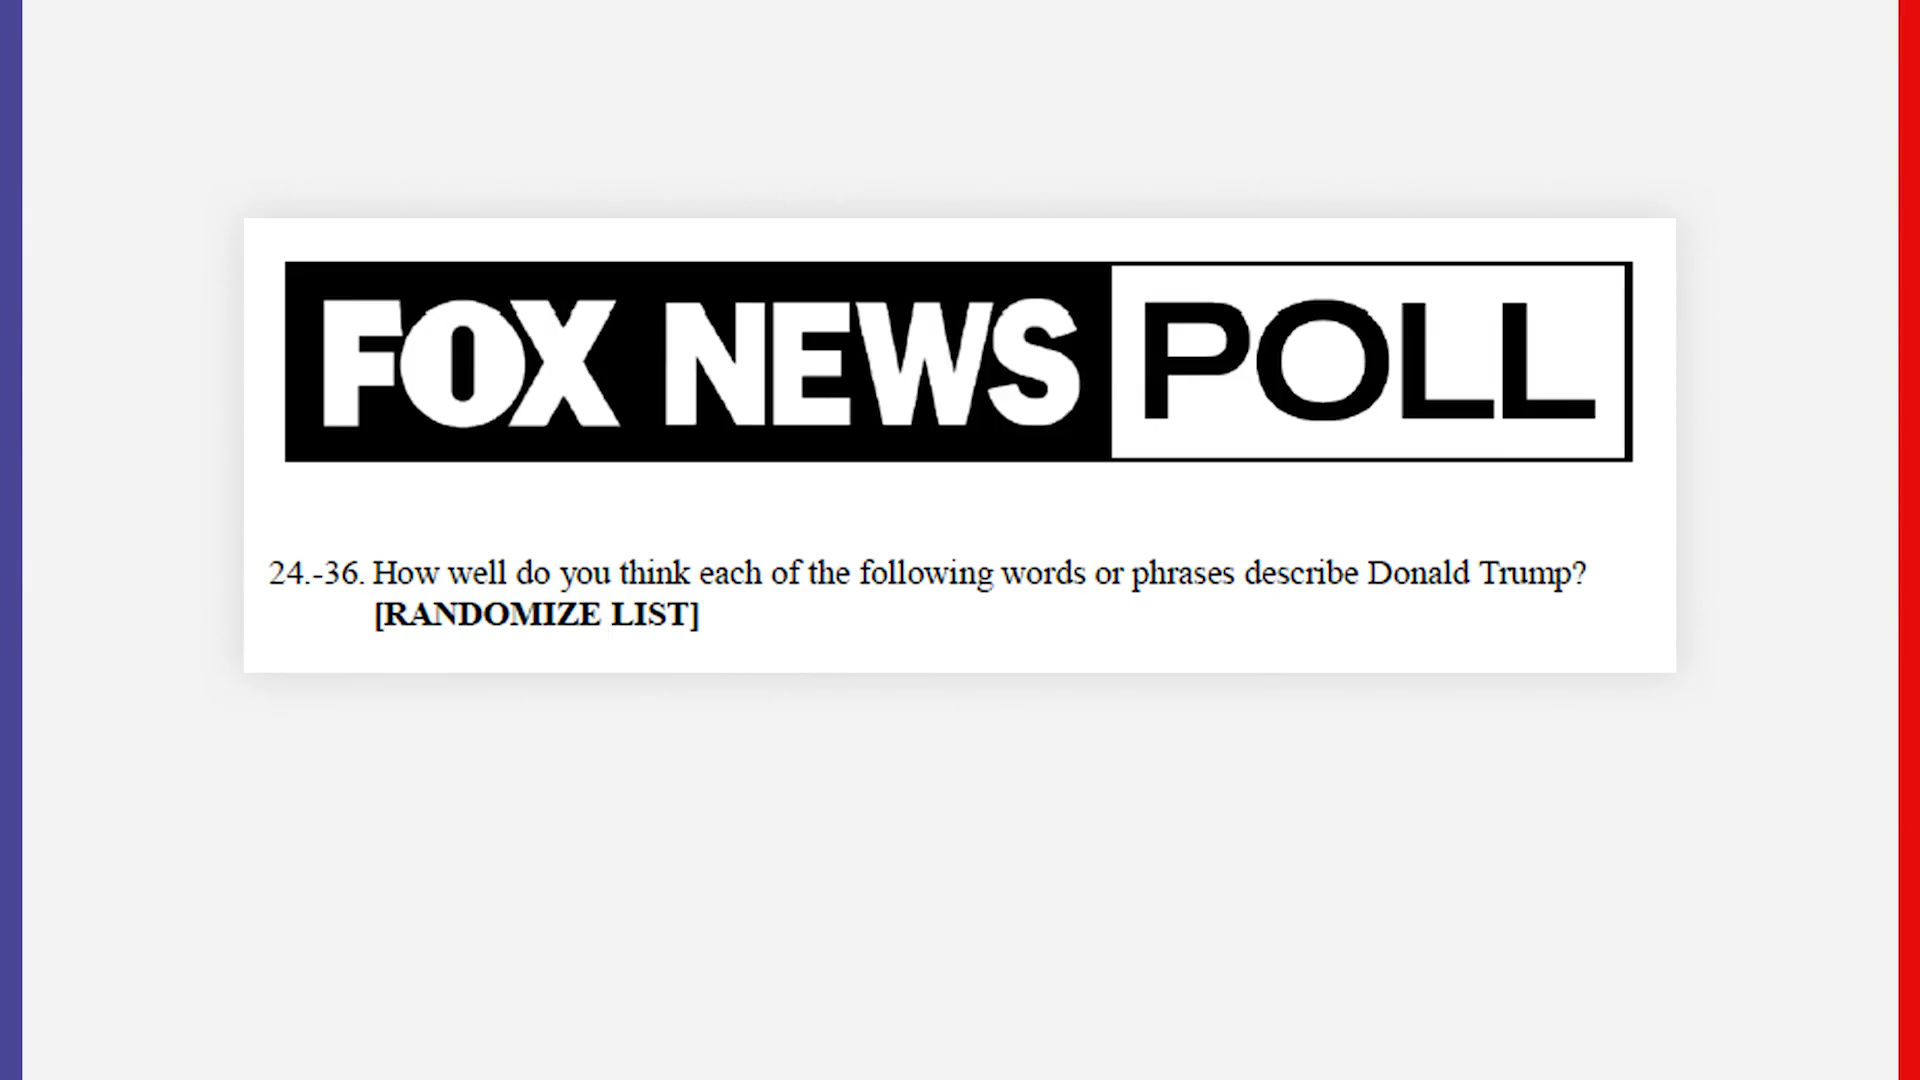 FOX NEWS POLL
24.-36. How well do you think each of the following words or phrases describe Donald Trump?
[RANDOMIZE LIST]